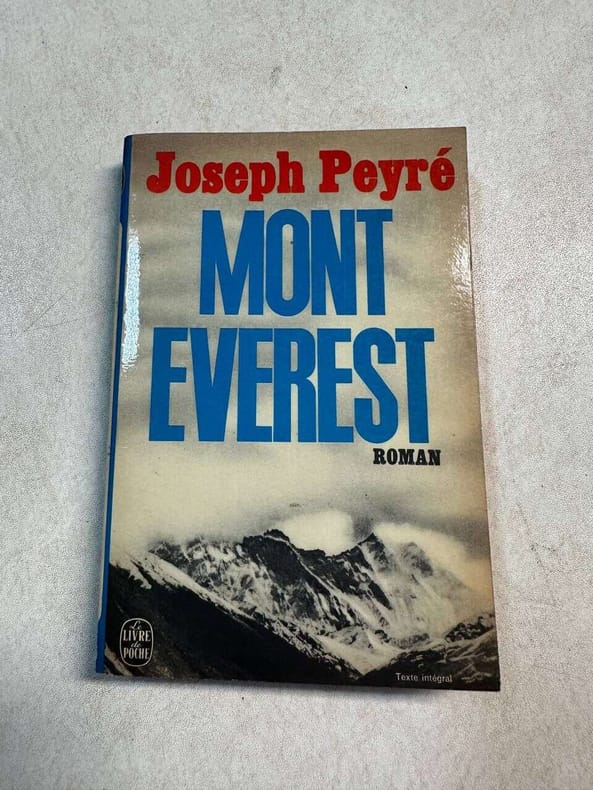 Joseph Peyré
MONT
EVEREST
ROMAN
Le
LIVRE
de
POCHE
Texte intégral